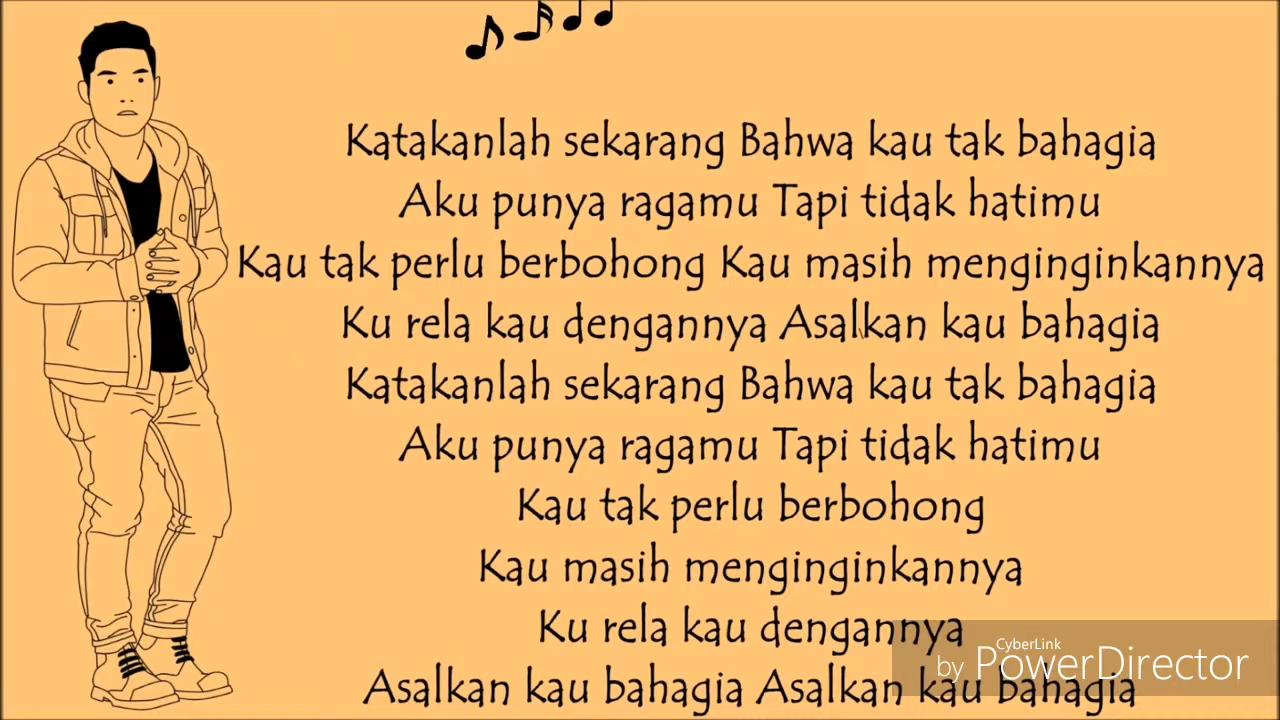 Katakanlah sekarang Bahwa kau tak bahagia
Aku punya ragamu Tapi tidak hatimu
Kau tak perlu berbohong Kau masih menginginkannya
Ku rela kau dengannya Asalkan kau bahagia
Katakanlah sekarang Bahwa kau tak bahagia
Aku punya ragamu Tapi tidak hatimu
Kau tak perlu berbohong
Kau masih menginginkannya
Ku rela kau dengannya
Asalkan kau bahagia Asalkan kau bahagia
CyberLink
by PowerDirector